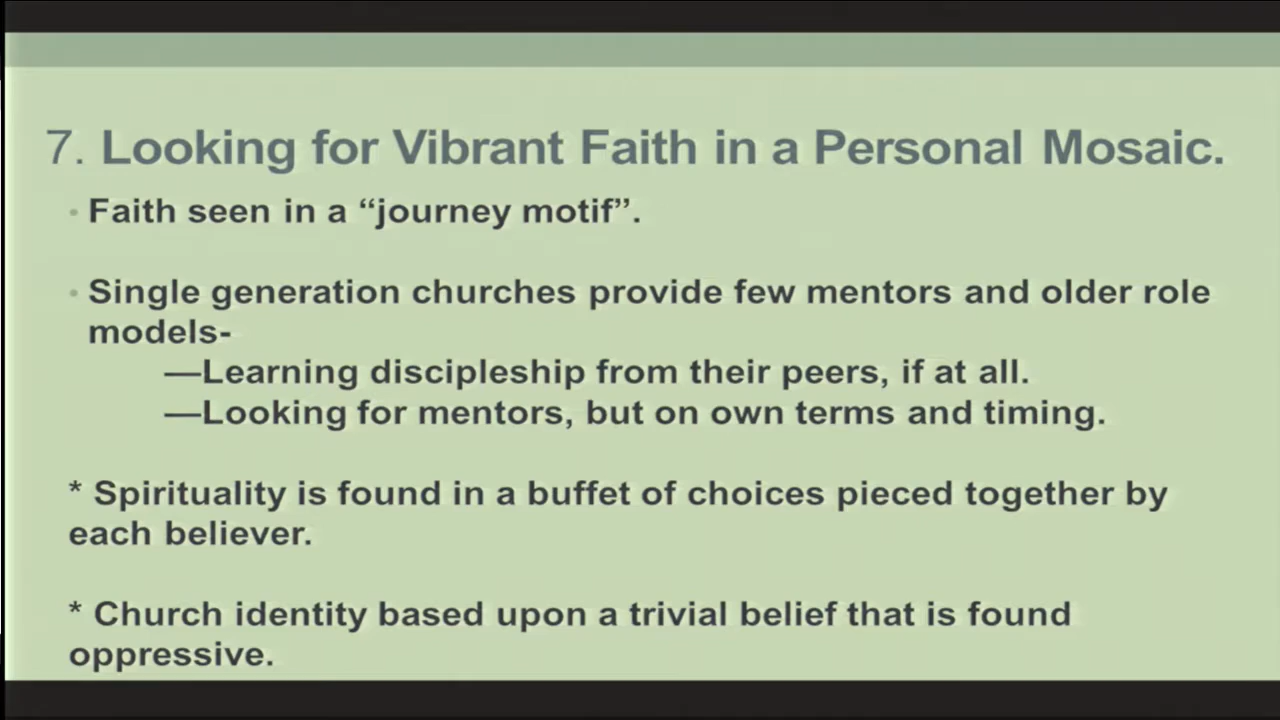 7. Looking for Vibrant Faith in a Personal Mosaic.
• Faith seen in a “journey motif”.
• Single generation churches provide few mentors and older role
models-
—Learning discipleship from their peers, if at all.
—Looking for mentors, but on own terms and timing.
* Spirituality is found in a buffet of choices pieced together by
each believer.
* Church identity based upon a trivial belief that is found
oppressive.